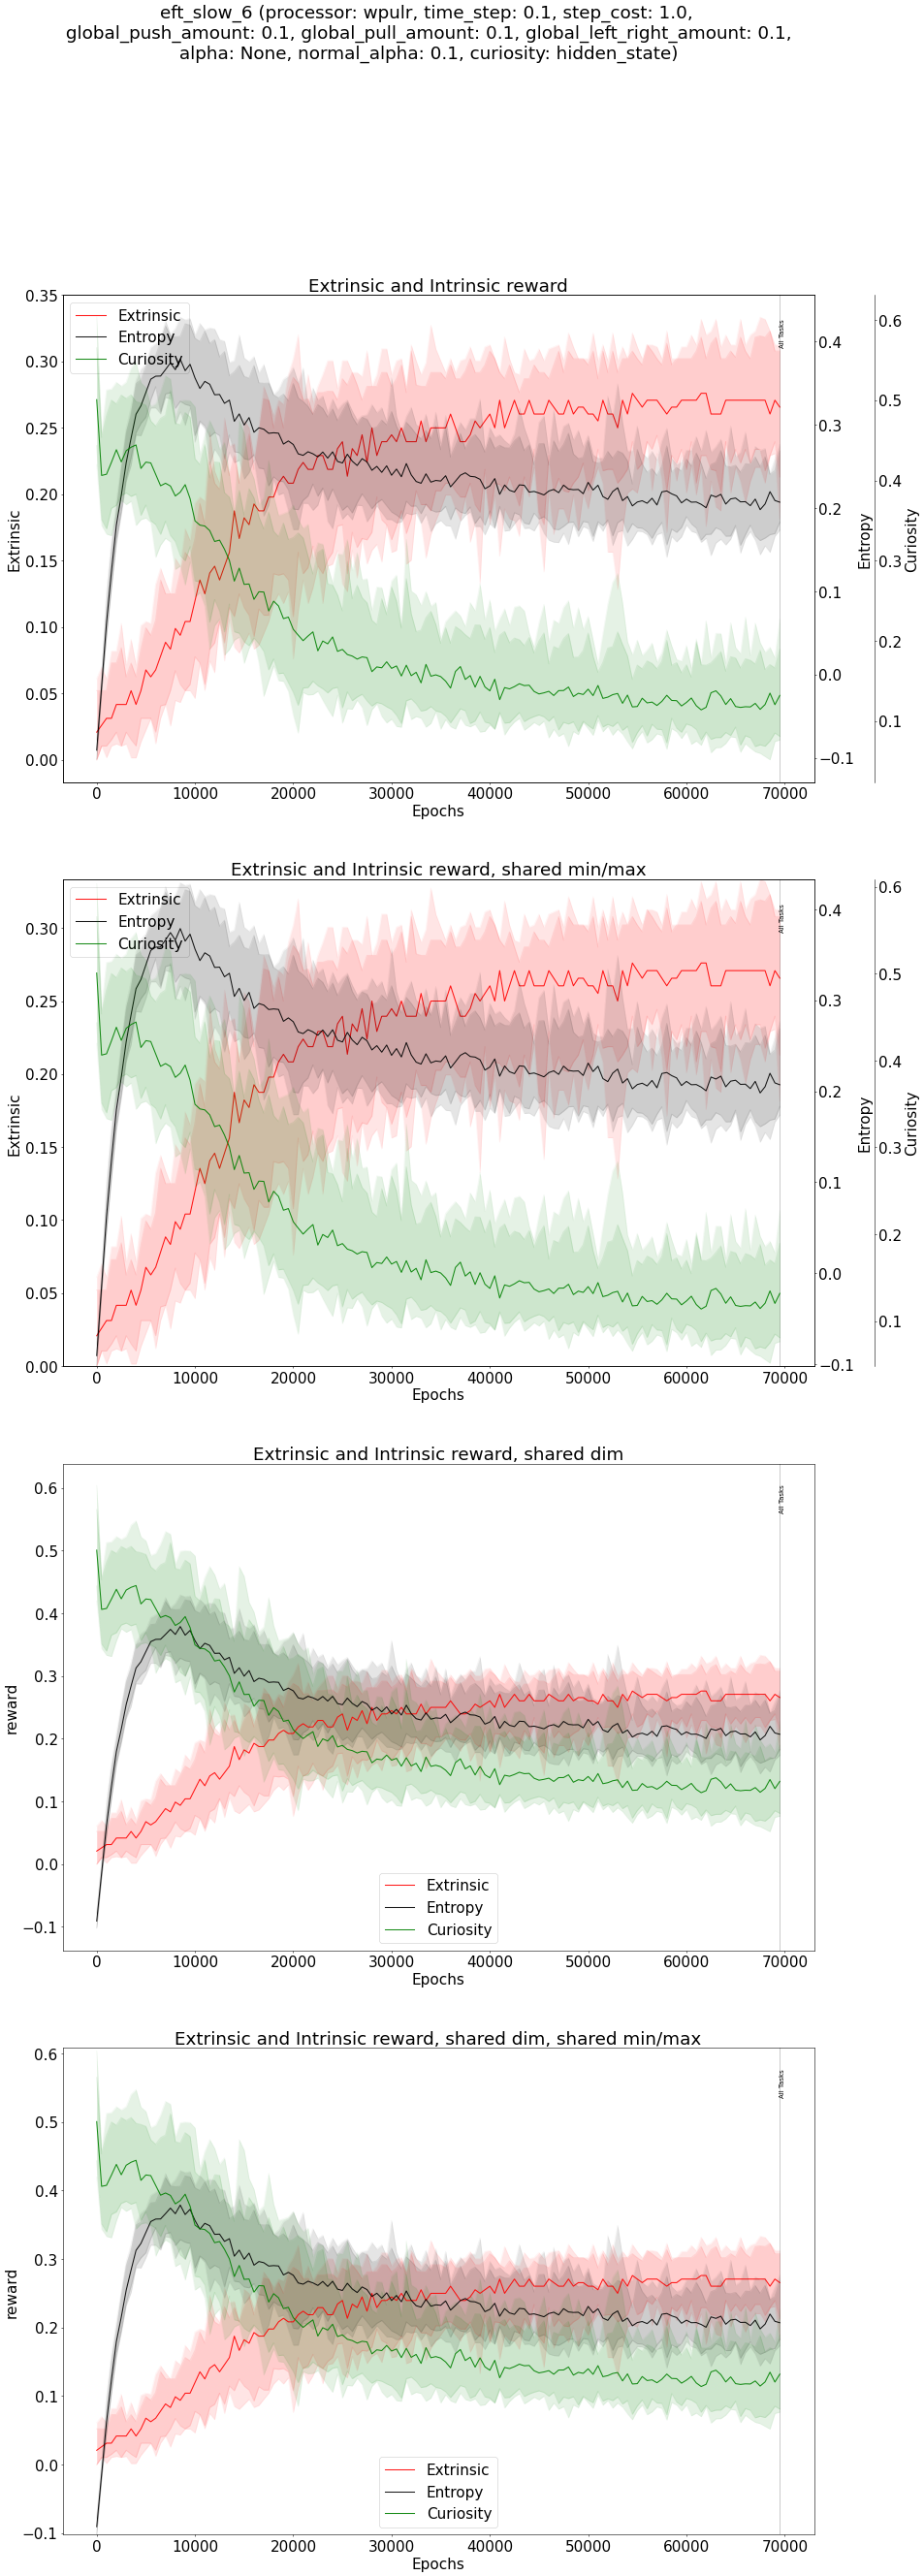 eft_slow_6 (processor: wpulr, time_step: 0.1, step_cost: 1.0,
global_push_amount: 0.1, global_pull_amount: 0.1, global_left_right_amount: 0.1,
alpha: None, normal_alpha: 0.1, curiosity: hidden_state)
Extrinsic and Intrinsic reward
Extrinsic
Entropy
Curiosity
All Tasks
0.35
0.30
0.25
0.20
0.15
0.10
0.05
0.00
Extrinsic
0.4
0.3
0.2
0.1
0.0
−0.1
Entropy
0.6
0.5
0.4
0.3
0.2
0.1
Curiosity
0 10000 20000 30000 40000 50000 60000 70000
Epochs
Extrinsic and Intrinsic reward, shared min/max
Extrinsic
Entropy
Curiosity
All Tasks
0.30
0.25
0.20
0.15
0.10
0.05
0.00
Extrinsic
0.4
0.3
0.2
0.1
0.0
−0.1
Entropy
0.6
0.5
0.4
0.3
0.2
0.1
Curiosity
0 10000 20000 30000 40000 50000 60000 70000
Epochs
Extrinsic and Intrinsic reward, shared dim
All Tasks
0.6
0.5
0.4
0.3
0.2
0.1
0.0
−0.1
reward
Extrinsic
Entropy
Curiosity
0 10000 20000 30000 40000 50000 60000 70000
Epochs
Extrinsic and Intrinsic reward, shared dim, shared min/max
All Tasks
0.6
0.5
0.4
0.3
0.2
0.1
0.0
−0.1
reward
Extrinsic
Entropy
Curiosity
0 10000 20000 30000 40000 50000 60000 70000
Epochs